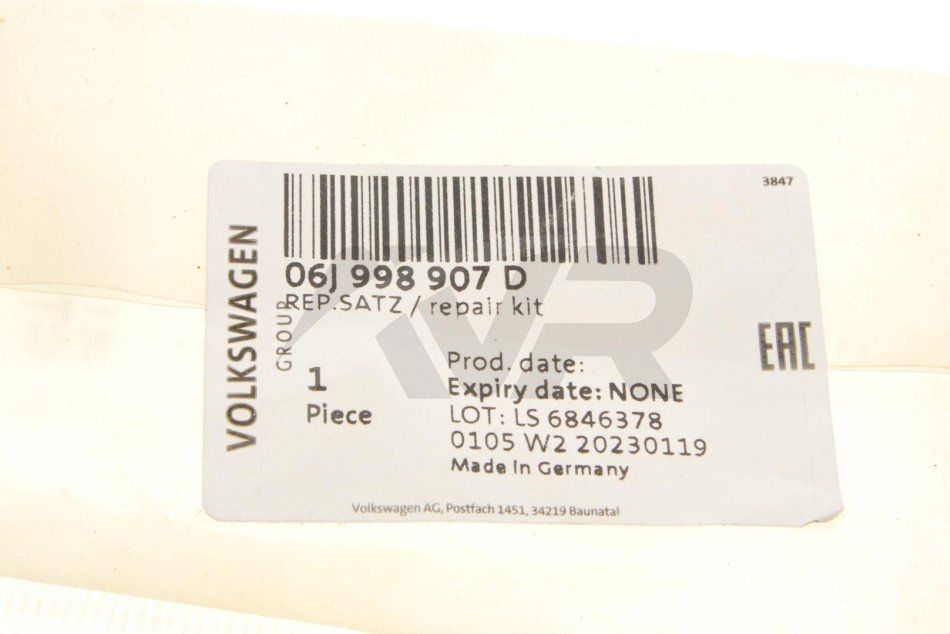 3847
VOLKSWAGEN
GROUP
06J 998 907 D
REP.SATZ / repair kit
1
Piece
Prod. date:
Expiry date: NONE
LOT: LS 6846378
0105 W2 20230119
Made in Germany
EAC
Volkswagen AG, Postfach 1451, 34219 Baunatal